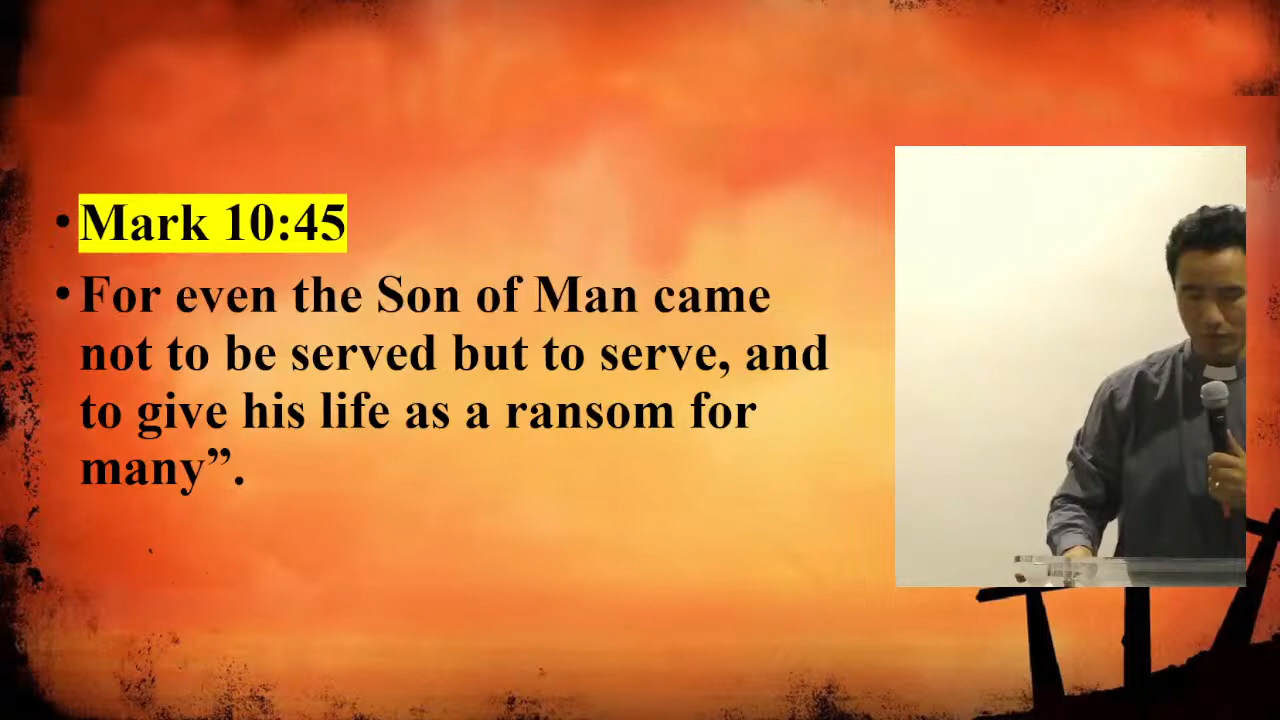 • Mark 10:45
• For even the Son of Man came
not to be served but to serve, and
to give his life as a ransom for
many”.